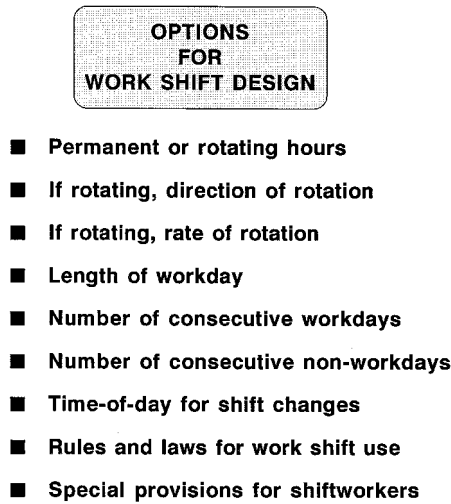 OPTIONS
FOR
WORK SHIFT DESIGN
■ Permanent or rotating hours
■ If rotating, direction of rotation
■ If rotating, rate of rotation
■ Length of workday
■ Number of consecutive workdays
■ Number of consecutive non-workdays
■ Time-of-day for shift changes
■ Rules and laws for work shift use
■ Special provisions for shiftworkers